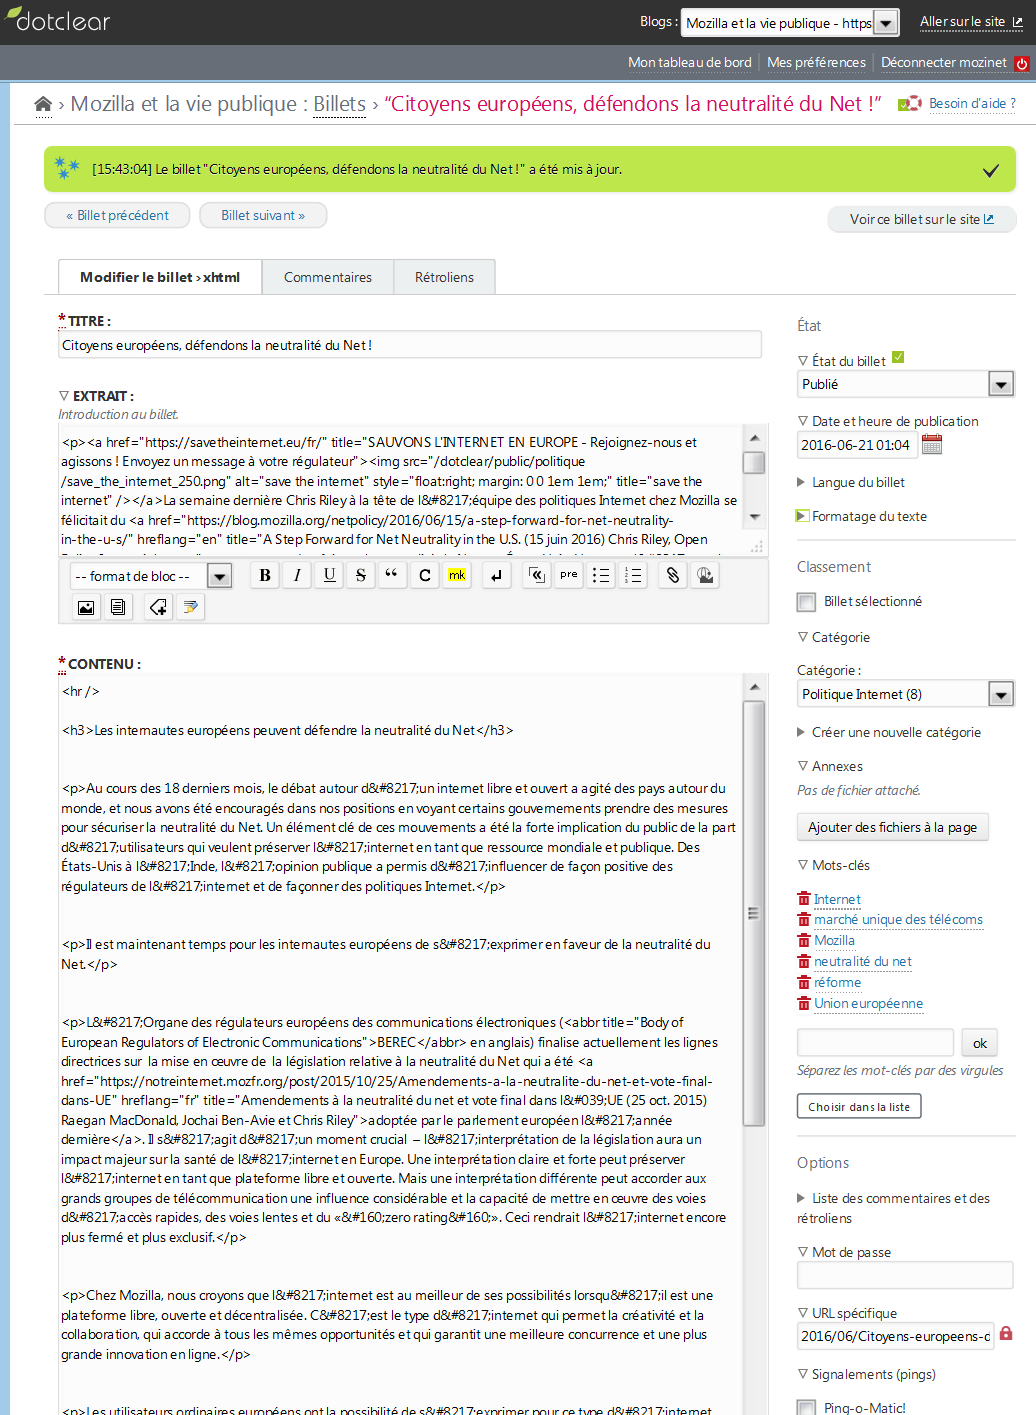 dotclear
Blogs : Mozilla et la vie publique - https
Aller sur le site
Mon tableau de bord
Mes préférences
Déconnecter mozinet
› Mozilla et la vie publique : Billets › “Citoyens européens, défendons la neutralité du Net !”
Besoin d'aide ?
[15:43:04] Le billet "Citoyens européens, défendons la neutralité du Net !" a été mis à jour.
« Billet précédent
Billet suivant »
Voir ce billet sur le site
Modifier le billet › xhtml
Commentaires
Rétroliens
* TITRE :
Citoyens européens, défendons la neutralité du Net !
▽ EXTRAIT :
Introduction au billet.
<p><a href="https://savetheinternet.eu/fr/" title="SAUVONS L'INTERNET EN EUROPE - Rejoignez-nous et
agissons ! Envoyez un message à votre régulateur"><img src="/dotclear/public/politique
/save_the_internet_250.png" alt="save the internet" style="float:right; margin: 0 0 1em 1em;" title="save the
internet" /></a>La semaine dernière Chris Riley à la tête de l&#8217;équipe des politiques Internet chez Mozilla se
félicitait du <a href="https://blog.mozilla.org/netpolicy/2016/06/15/a-step-forward-for-net-neutrality-
in-the-u-s/" hreflang="en" title="A Step Forward for Net Neutrality in the U.S. (15 juin 2016) Chris Riley, Open
-- format de bloc --
B I U S “ C mk
pre
* CONTENU :
<hr />
<h3>Les internautes européens peuvent défendre la neutralité du Net</h3>
<p>Au cours des 18 derniers mois, le débat autour d&#8217;un internet libre et ouvert a agité des pays autour du
monde, et nous avons été encouragés dans nos positions en voyant certains gouvernements prendre des mesures
pour sécuriser la neutralité du Net. Un élément clé de ces mouvements a été la forte implication du public de la part
d&#8217;utilisateurs qui veulent préserver l&#8217;internet en tant que ressource mondiale et publique. Des
États-Unis à l&#8217;Inde, l&#8217;opinion publique a permis d&#8217;influencer de façon positive des
régulateurs de l&#8217;internet et de façonner des politiques Internet.</p>
<p>Il est maintenant temps pour les internautes européens de s&#8217;exprimer en faveur de la neutralité du
Net.</p>
<p>L&#8217;Organe des régulateurs européens des communications électroniques (<abbr title="Body of
European Regulators of Electronic Communications">BEREC</abbr> en anglais) finalise actuellement les lignes
directrices sur  la mise en œuvre de  la législation relative à la neutralité du Net qui a été <a
href="https://notreinternet.mozfr.org/post/2015/10/25/Amendements-a-la-neutralite-du-net-et-vote-final-
dans-UE" hreflang="fr" title="Amendements à la neutralité du net et vote final dans l&#039;UE (25 oct. 2015)
Raegan MacDonald, Jochai Ben-Avie et Chris Riley">adoptée par le parlement européen l&#8217;année
dernière</a>. Il s&#8217;agit d&#8217;un moment crucial  – l&#8217;interprétation de la législation aura un
impact majeur sur la santé de l&#8217;internet en Europe. Une interprétation claire et forte peut préserver
l&#8217;internet en tant que plateforme libre et ouverte. Mais une interprétation différente peut accorder aux
grands groupes de télécommunication une influence considérable et la capacité de mettre en œuvre des voies
d&#8217;accès rapides, des voies lentes et du «&#160;zero rating&#160;». Ceci rendrait l&#8217;internet encore
plus fermé et plus exclusif.</p>
<p>Chez Mozilla, nous croyons que l&#8217;internet est au meilleur de ses possibilités lorsqu&#8217;il est une
plateforme libre, ouverte et décentralisée. C&#8217;est le type d&#8217;internet qui permet la créativité et la
collaboration, qui accorde à tous les mêmes opportunités et qui garantit une meilleure concurrence et une plus
grande innovation en ligne.</p>
<p>Les utilisateurs ordinaires européens ont la possibilité de s&#8217;exprimer pour ce type d&#8217;internet
État
▽ État du billet
Publié
▽ Date et heure de publication
2016-06-21 01:04
▶ Langue du billet
▶ Formatage du texte
Classement
Billet sélectionné
▽ Catégorie
Catégorie :
Politique Internet (8)
▶ Créer une nouvelle catégorie
▽ Annexes
Pas de fichier attaché.
Ajouter des fichiers à la page
▽ Mots-clés
Internet
marché unique des télécoms
Mozilla
neutralité du net
réforme
Union européenne
ok
Séparez les mot-clés par des virgules
Choisir dans la liste
Options
▶ Liste des commentaires et des
rétroliens
▽ Mot de passe
▽ URL spécifique
2016/06/Citoyens-europeens-d
▽ Signalements (pings)
Ping-o-Matic!